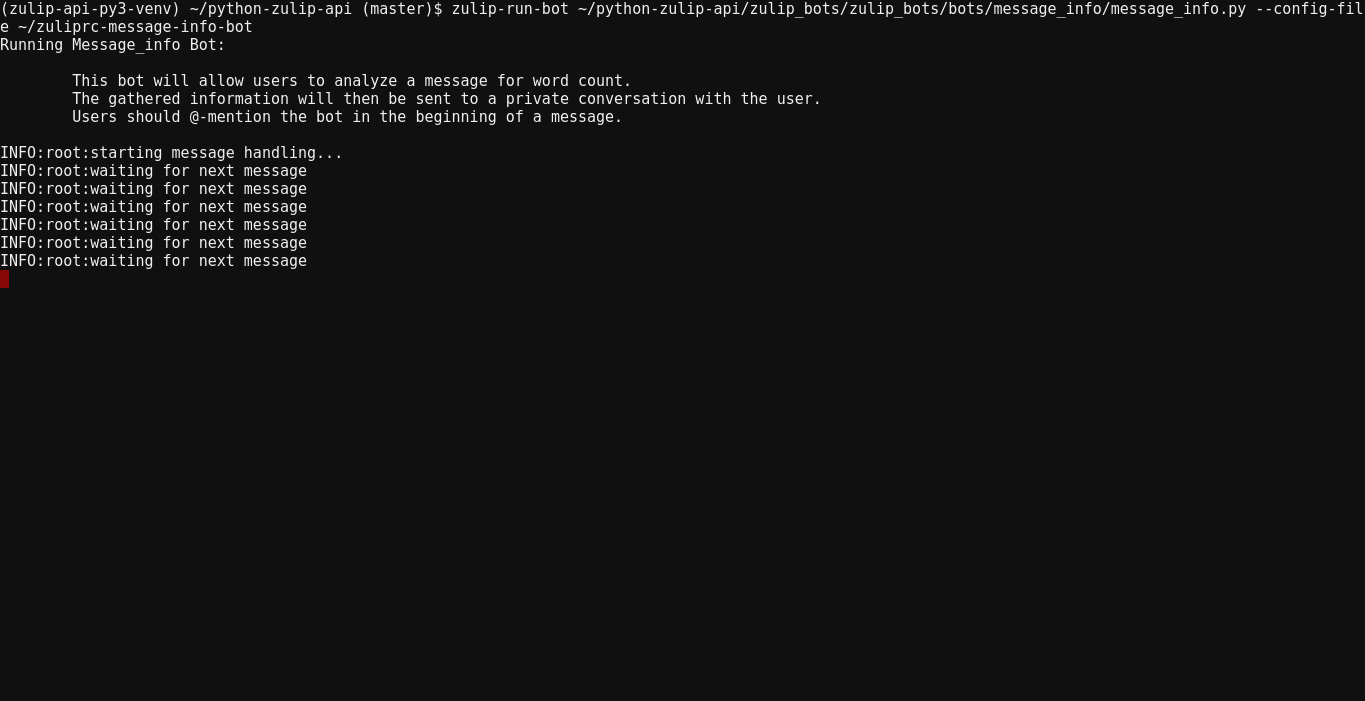 (zulip-api-py3-venv) ~/python-zulip-api (master)$ zulip-run-bot ~/python-zulip-api/zulip_bots/zulip_bots/bots/message_info/message_info.py --config-fil
e ~/zuliprc-message-info-bot
Running Message_info Bot:
This bot will allow users to analyze a message for word count.
The gathered information will then be sent to a private conversation with the user.
Users should @-mention the bot in the beginning of a message.
INFO:root:starting message handling...
INFO:root:waiting for next message
INFO:root:waiting for next message
INFO:root:waiting for next message
INFO:root:waiting for next message
INFO:root:waiting for next message
INFO:root:waiting for next message